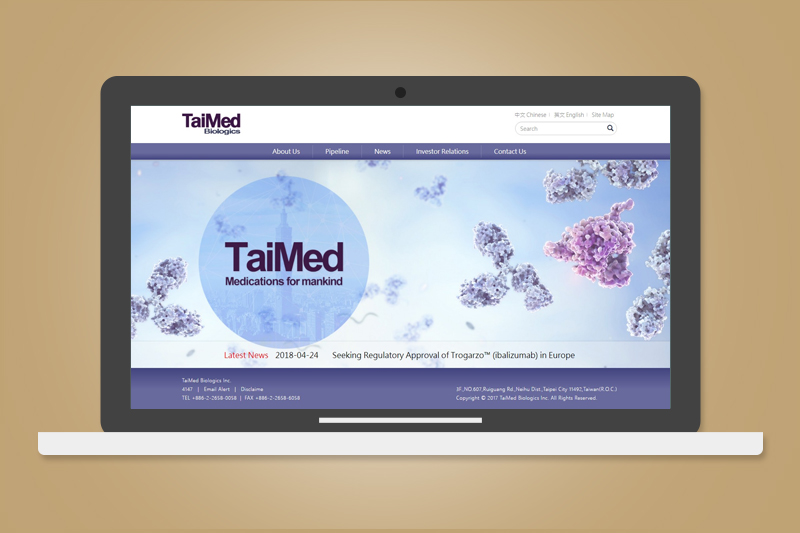 TaiMed
Biologics
中文 Chinese | 英文 English | Site Map
Search
About Us
Pipeline
News
Investor Relations
Contact Us
TaiMed
Medications for mankind
Latest News 2018-04-24 Seeking Regulatory Approval of Trogarzo™ (ibalizumab) in Europe
TaiMed Biologics Inc.
4147 | Email Alert | Disclaime
TEL +886-2-2658-0058 | FAX +886-2-2658-6058
3F.,NO.607,Ruiguang Rd.,Neihu Dist.,Taipei City 11492,Taiwan(R.O.C.)
Copyright © 2017 TaiMed Biologics Inc. All Rights Reserved.